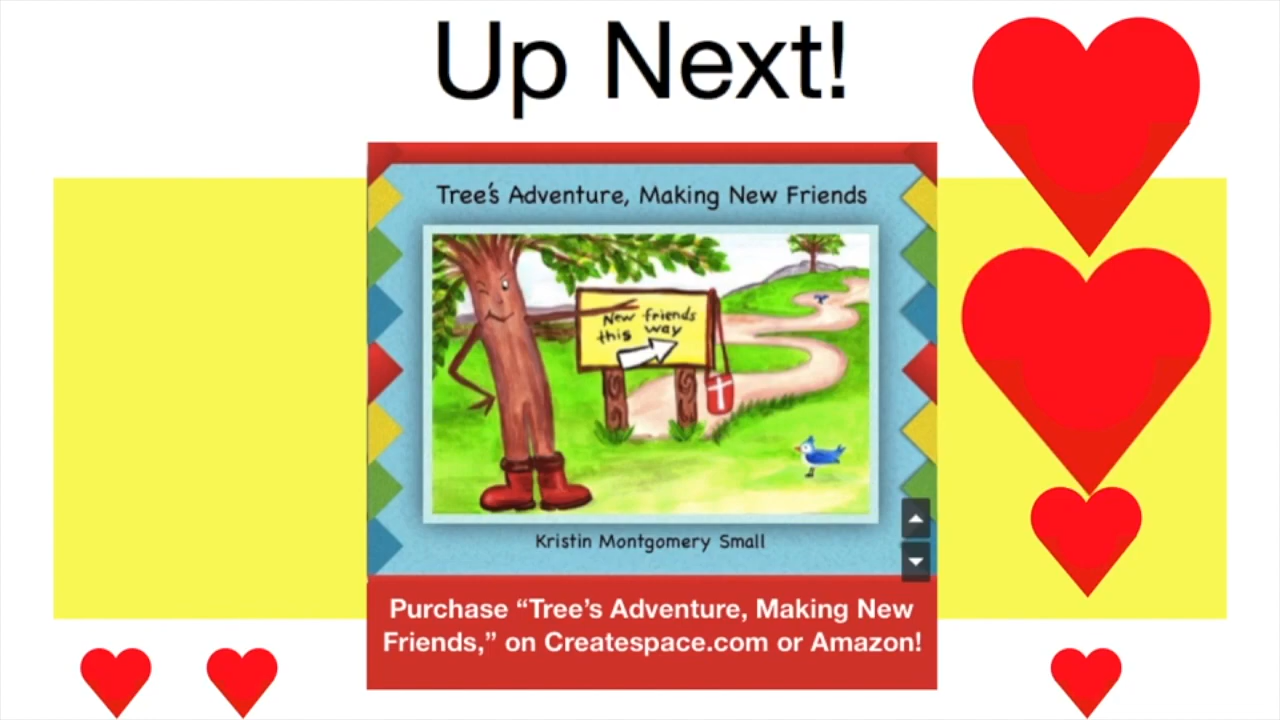 Up Next!
Tree's Adventure, Making New Friends
New friends
this way
Kristin Montgomery Small
Purchase “Tree’s Adventure, Making New
Friends,” on Createspace.com or Amazon!